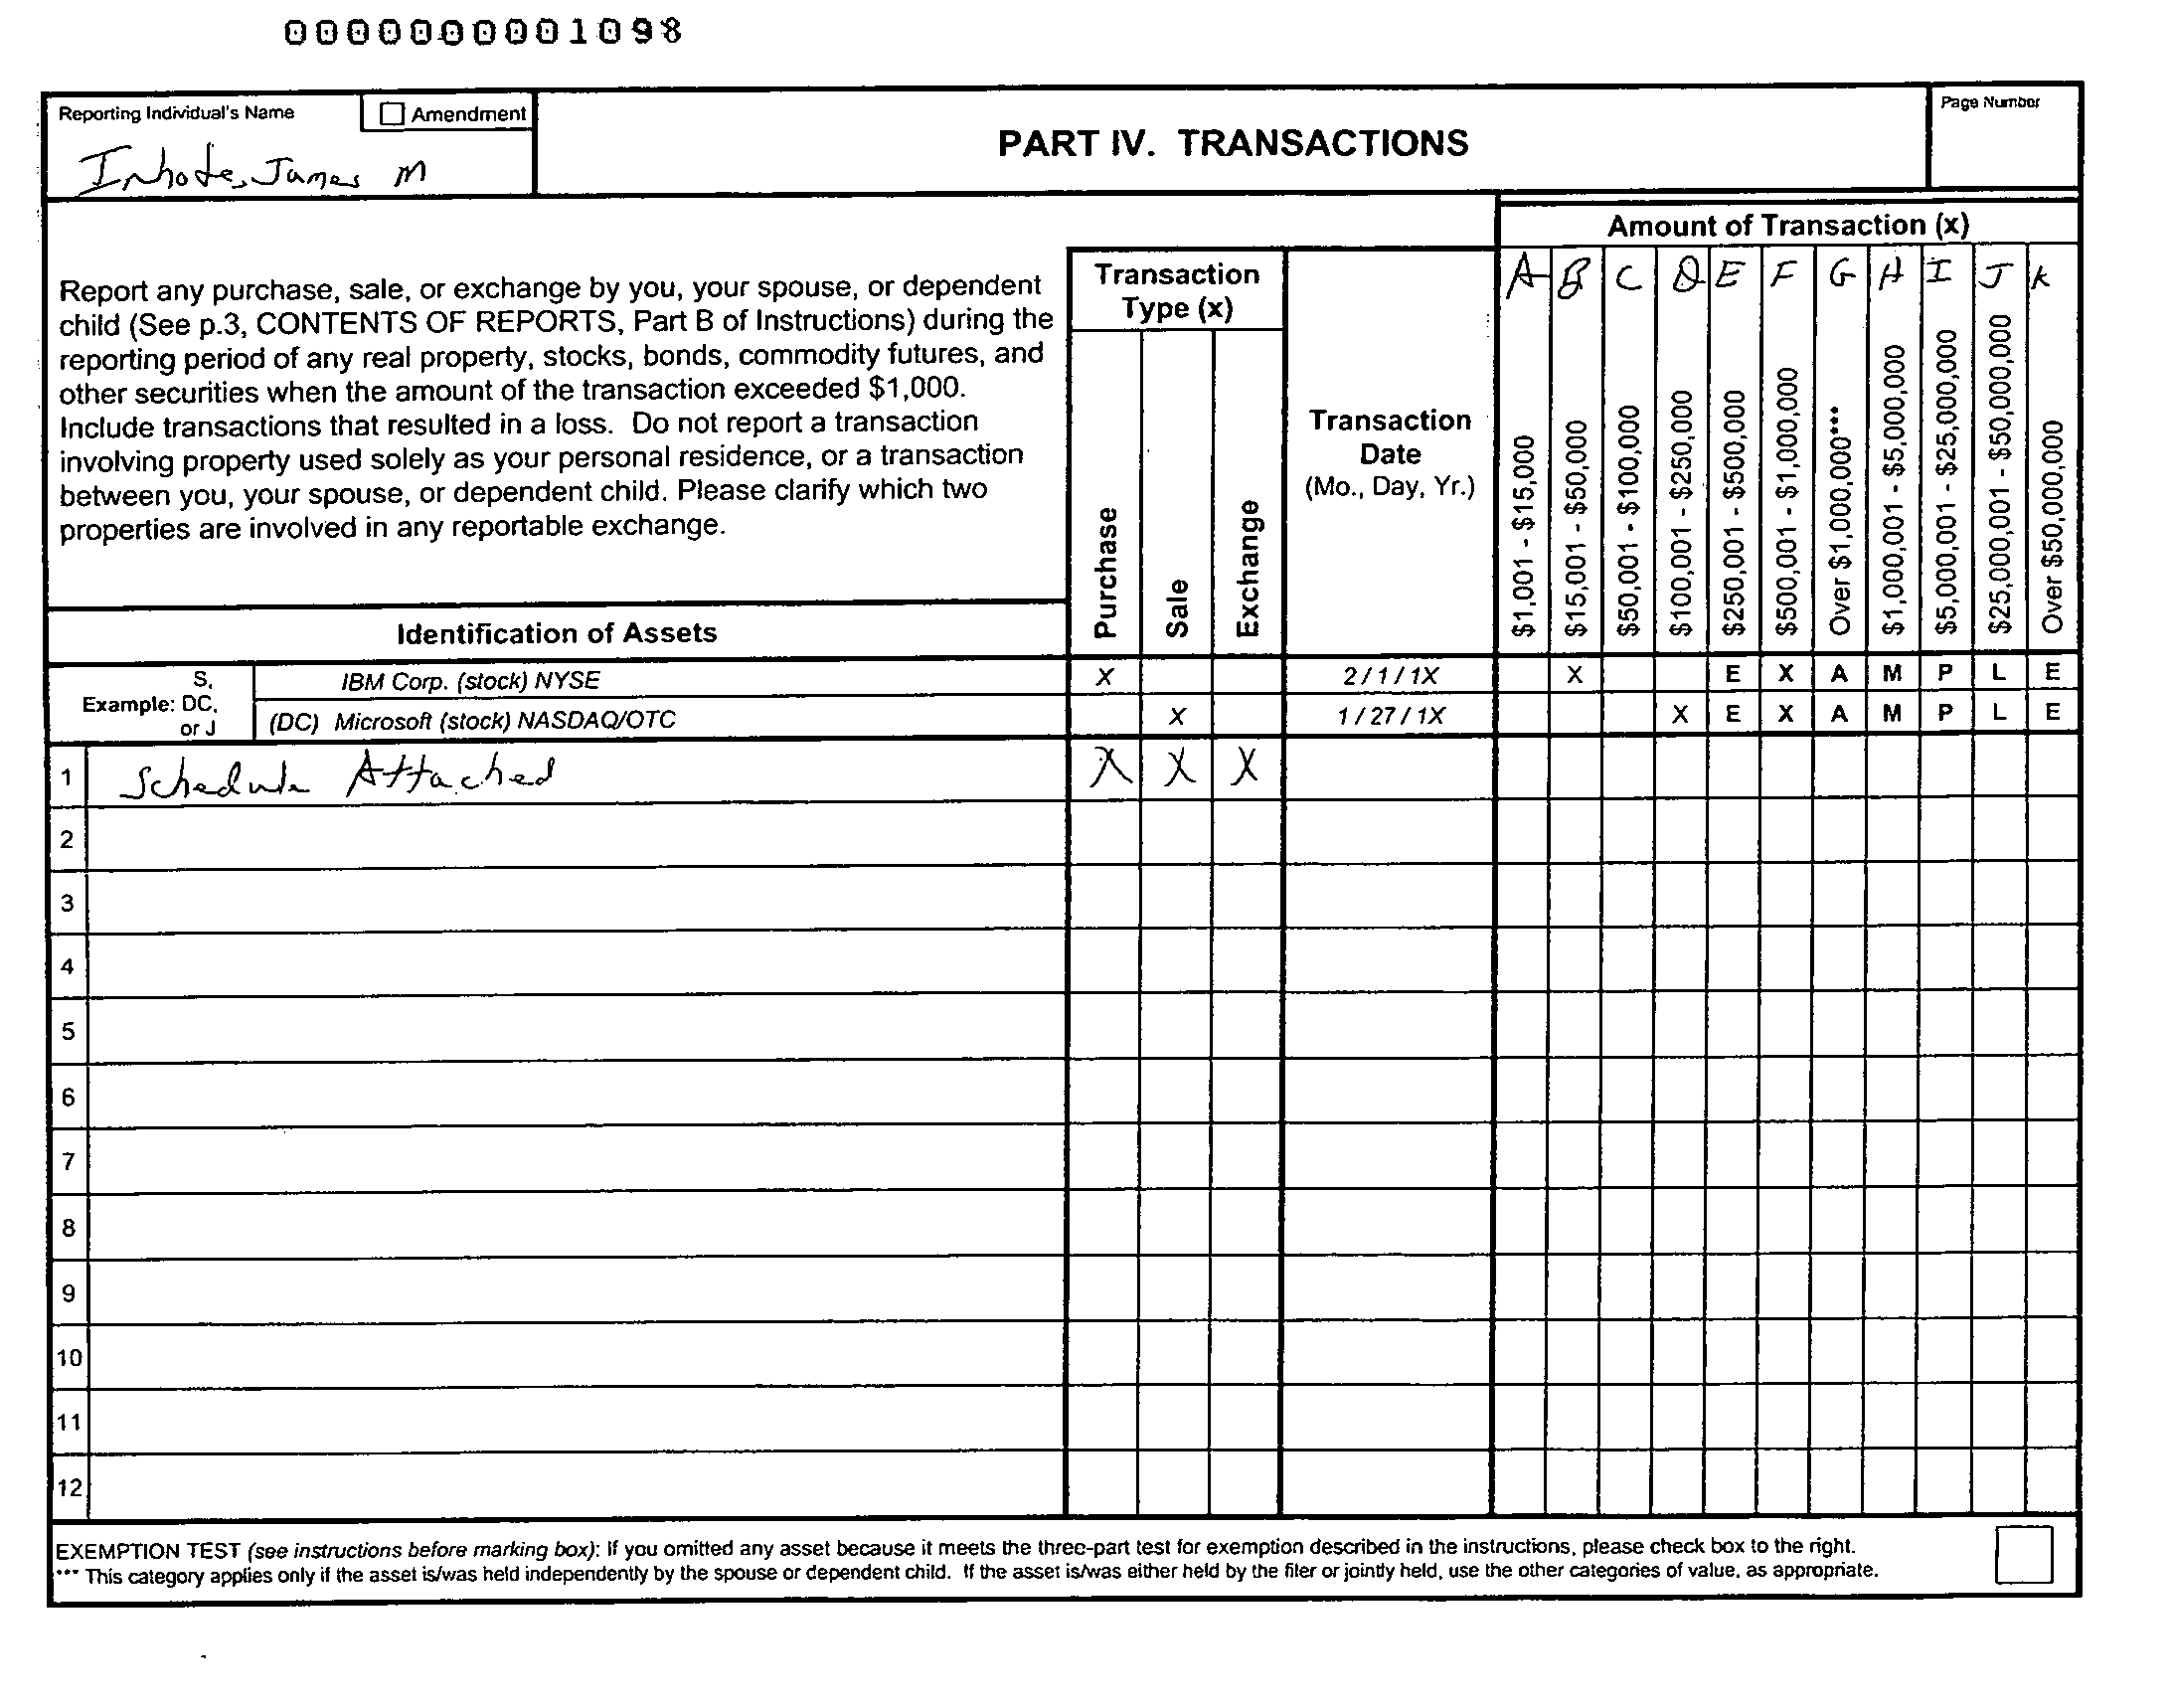 0000000001098
Reporting Individual's Name
☐ Amendment
Inhofe, James M
PART IV. TRANSACTIONS
Page Number
Report any purchase, sale, or exchange by you, your spouse, or dependent
child (See p.3, CONTENTS OF REPORTS, Part B of Instructions) during the
reporting period of any real property, stocks, bonds, commodity futures, and
other securities when the amount of the transaction exceeded $1,000.
Include transactions that resulted in a loss. Do not report a transaction
involving property used solely as your personal residence, or a transaction
between you, your spouse, or dependent child. Please clarify which two
properties are involved in any reportable exchange.
Identification of Assets
Transaction
Type (x)
Purchase
Sale
Exchange
Transaction
Date
(Mo., Day, Yr.)
Amount of Transaction (x)
A B C D E F G H I J K
$1,001 - $15,000
$15,001 - $50,000
$50,001 - $100,000
$100,001 - $250,000
$250,001 - $500,000
$500,001 - $1,000,000
Over $1,000,000***
$1,000,001 - $5,000,000
$5,000,001 - $25,000,000
$25,000,001 - $50,000,000
Over $50,000,000
Example: S, DC, or J
IBM Corp. (stock) NYSE X 2/1/1X X E X A M P L E
(DC) Microsoft (stock) NASDAQ/OTC X 1/27/1X X E X A M P L E
1 Schedule Attached X X X
2
3
4
5
6
7
8
9
10
11
12
EXEMPTION TEST (see instructions before marking box): If you omitted any asset because it meets the three-part test for exemption described in the instructions, please check box to the right.
*** This category applies only if the asset is/was held independently by the spouse or dependent child. If the asset is/was either held by the filer or jointly held, use the other categories of value, as appropriate.